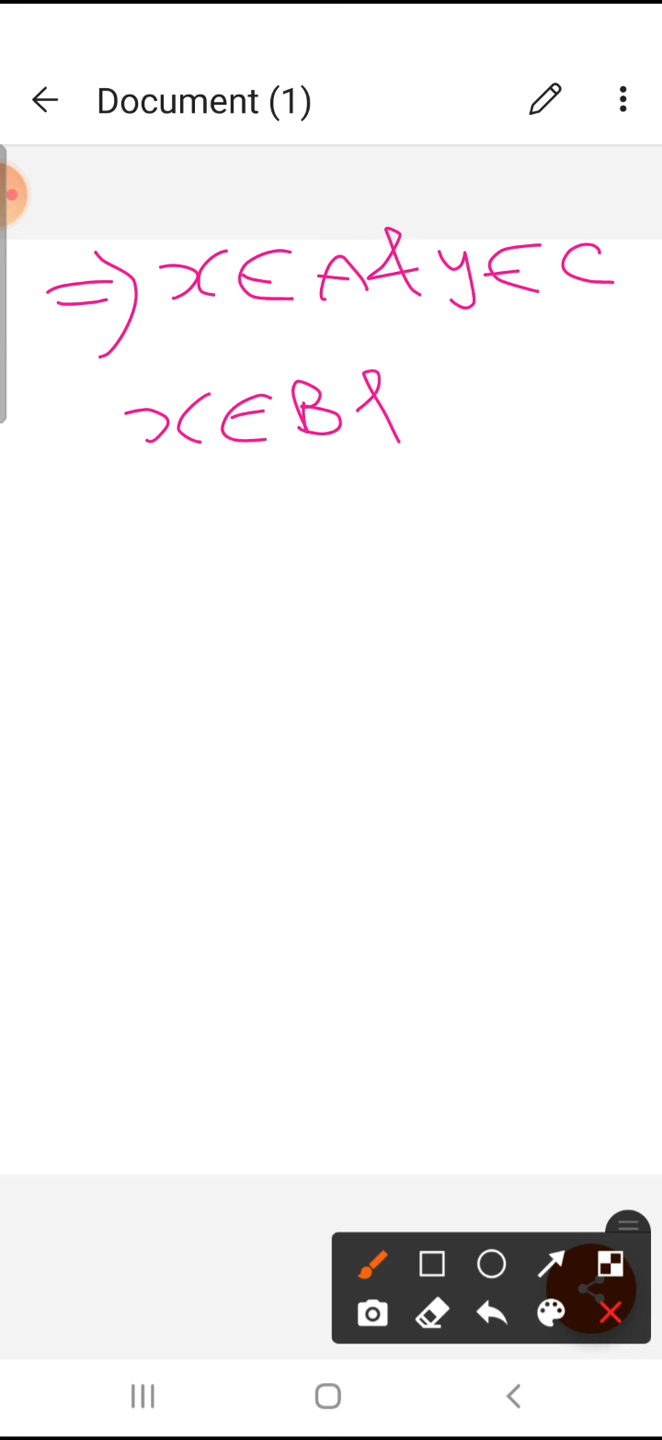 Document (1)
⇒ x ∈ A & y ∈ C
x ∈ B &